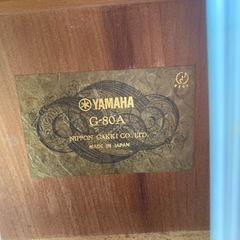 YAMAHA
G-80A
NIPPON GAKKI CO., LTD.
MADE IN JAPAN